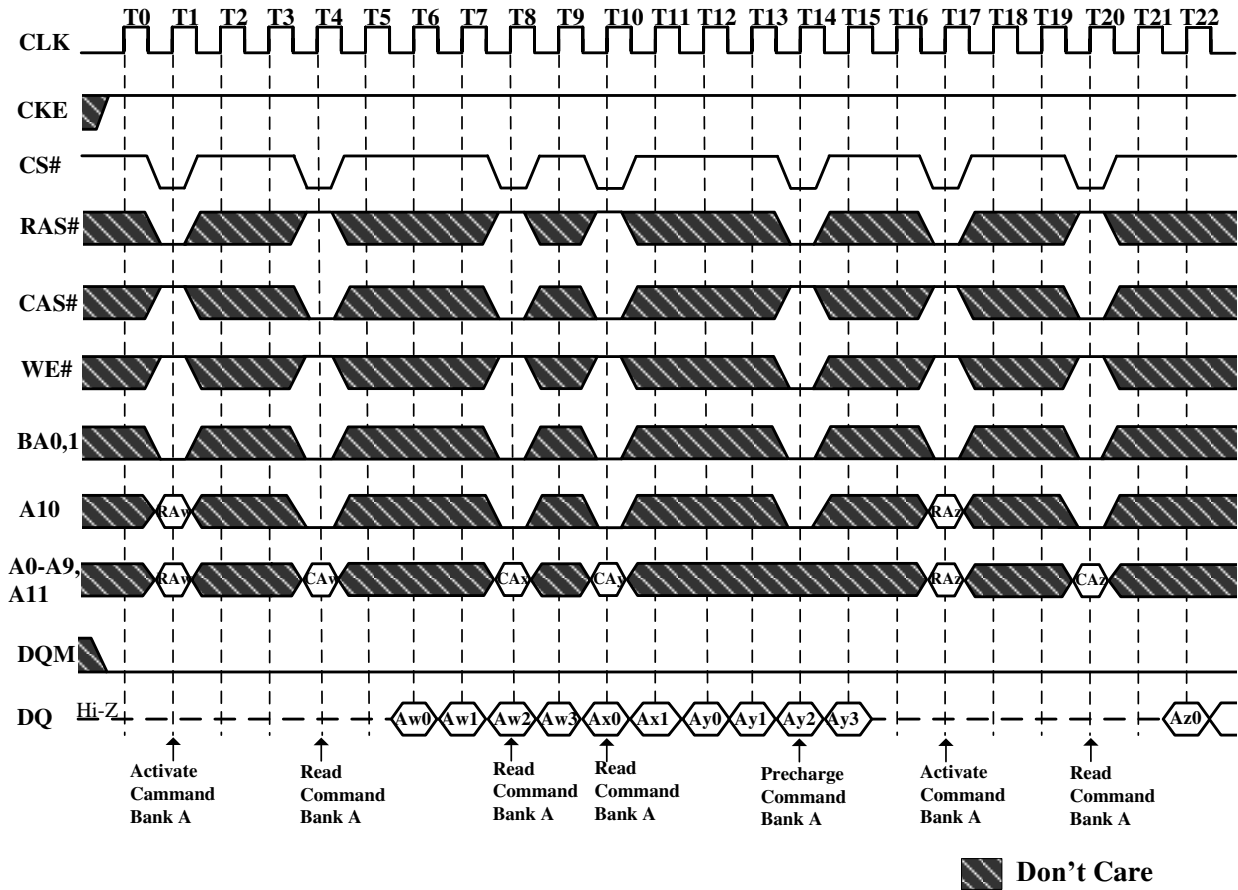 T0 T1 T2 T3 T4 T5 T6 T7 T8 T9 T10 T11 T12 T13 T14 T15 T16 T17 T18 T19 T20 T21 T22
CLK
CKE
CS#
RAS#
CAS#
WE#
BA0,1
A10 RAw RAz
A0-A9,
A11
RAw CAw CAx CAy RAz CAz
DQM
DQ Hi-Z Aw0 Aw1 Aw2 Aw3 Ax0 Ax1 Ay0 Ay1 Ay2 Ay3 Az0
Activate
Cammand
Bank A
Read
Command
Bank A
Read
Command
Bank A
Read
Command
Bank A
Precharge
Command
Bank A
Activate
Command
Bank A
Read
Command
Bank A
Don't Care